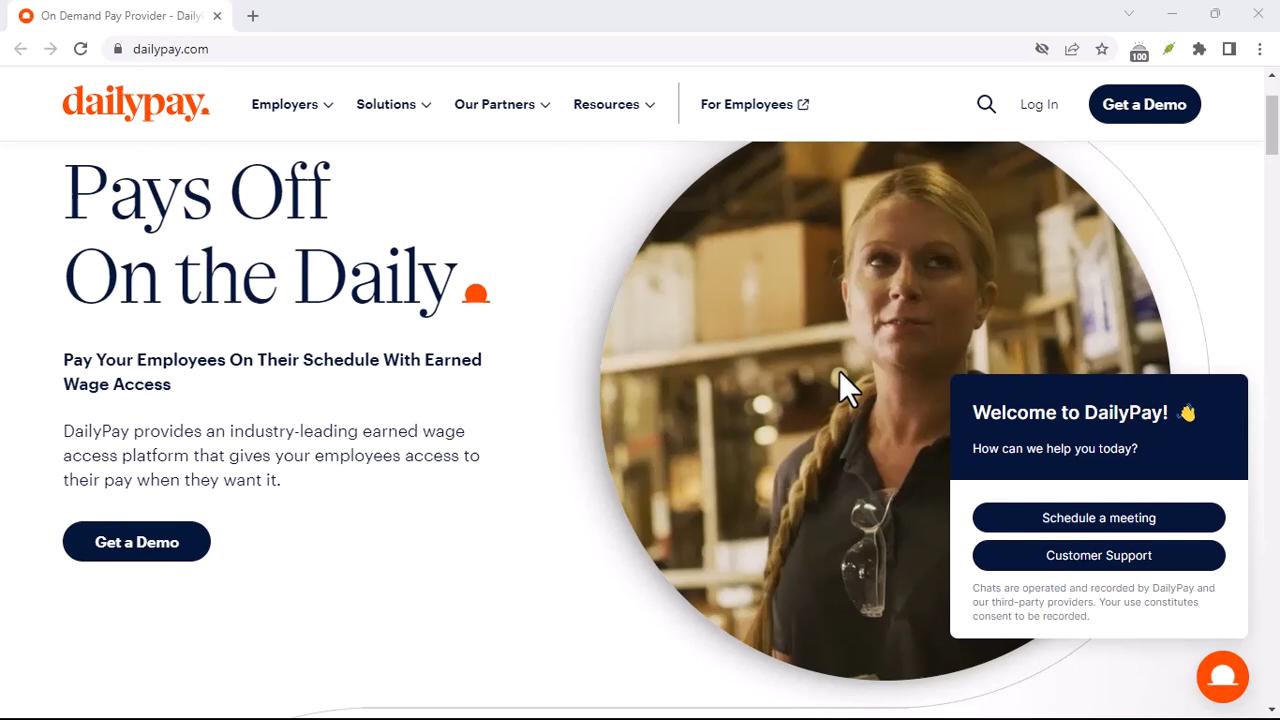 On Demand Pay Provider - Daily
dailypay.com
100
dailypay.
Employers
Solutions
Our Partners
Resources
For Employees
Log In
Get a Demo
Pays Off
On the Daily
Pay Your Employees On Their Schedule With Earned
Wage Access
DailyPay provides an industry-leading earned wage
access platform that gives your employees access to
their pay when they want it.
Get a Demo
Welcome to DailyPay! 👋
How can we help you today?
Schedule a meeting
Customer Support
Chats are operated and recorded by DailyPay and
our third-party providers. Your use constitutes
consent to be recorded.